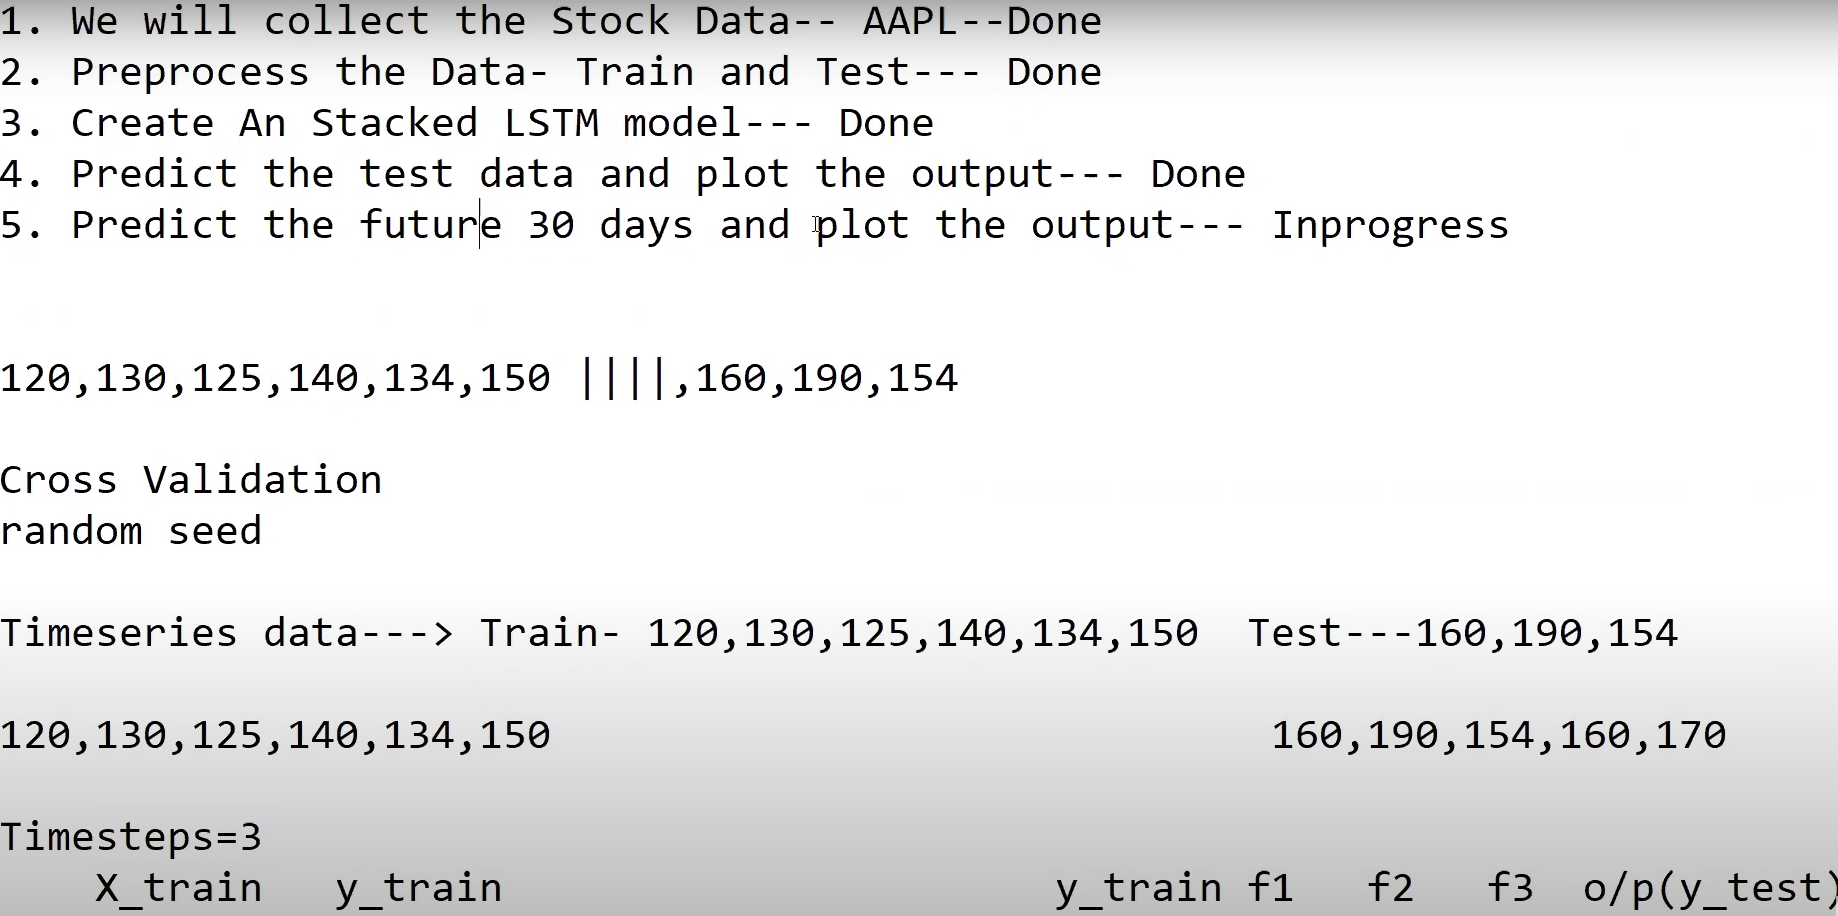 1. We will collect the Stock Data-- AAPL--Done
2. Preprocess the Data- Train and Test--- Done
3. Create An Stacked LSTM model--- Done
4. Predict the test data and plot the output--- Done
5. Predict the future 30 days and plot the output--- Inprogress
120,130,125,140,134,150 ||||,160,190,154
Cross Validation
random seed
Timeseries data---> Train- 120,130,125,140,134,150 Test---160,190,154
120,130,125,140,134,150 160,190,154,160,170
Timesteps=3
X_train y_train y_train f1 f2 f3 o/p(y_test)